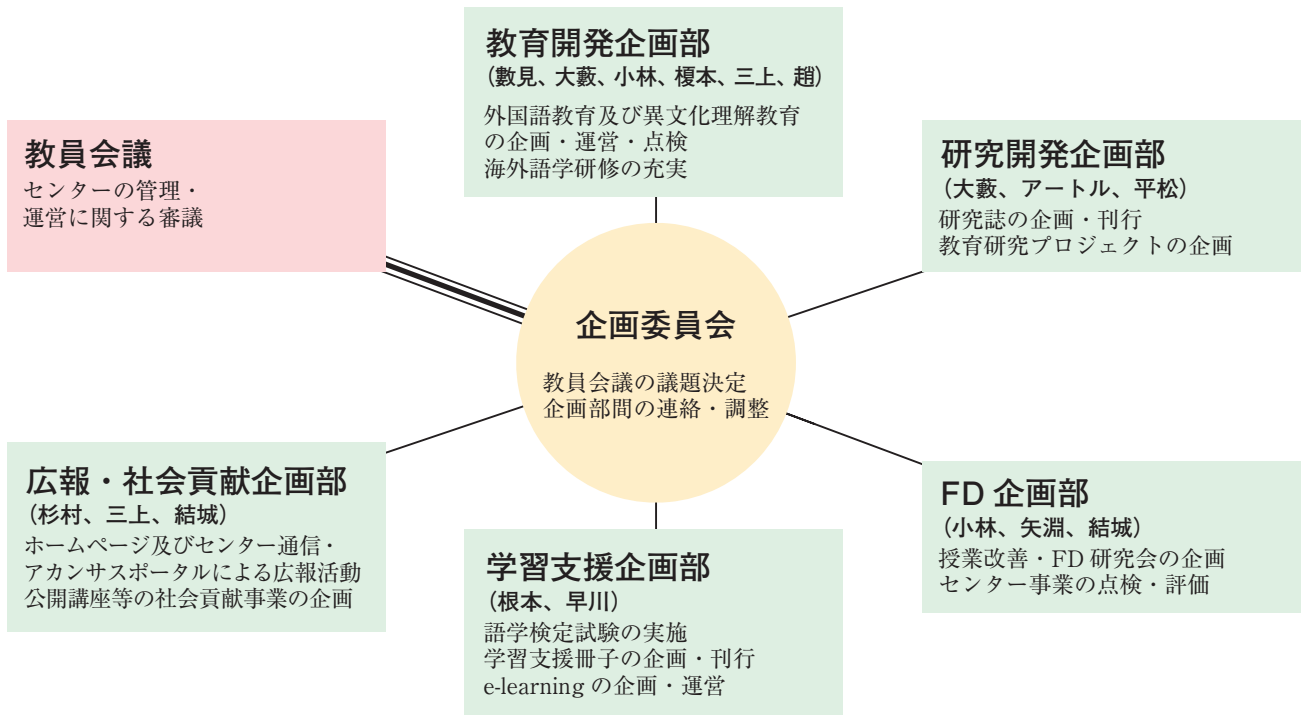 教育開発企画部
(數見、大藪、小林、榎本、三上、趙)
外国語教育及び異文化理解教育
の企画・運営・点検
海外語学研修の充実
教員会議
センターの管理・
運営に関する審議
研究開発企画部
(大藪、アートル、平松)
研究誌の企画・刊行
教育研究プロジェクトの企画
企画委員会
教員会議の議題決定
企画部間の連絡・調整
広報・社会貢献企画部
(杉村、三上、結城)
ホームページ及びセンター通信・
アカンサスポータルによる広報活動
公開講座等の社会貢献事業の企画
学習支援企画部
(根本、早川)
語学検定試験の実施
学習支援冊子の企画・刊行
e-learning の企画・運営
FD 企画部
(小林、矢淵、結城)
授業改善・FD 研究会の企画
センター事業の点検・評価